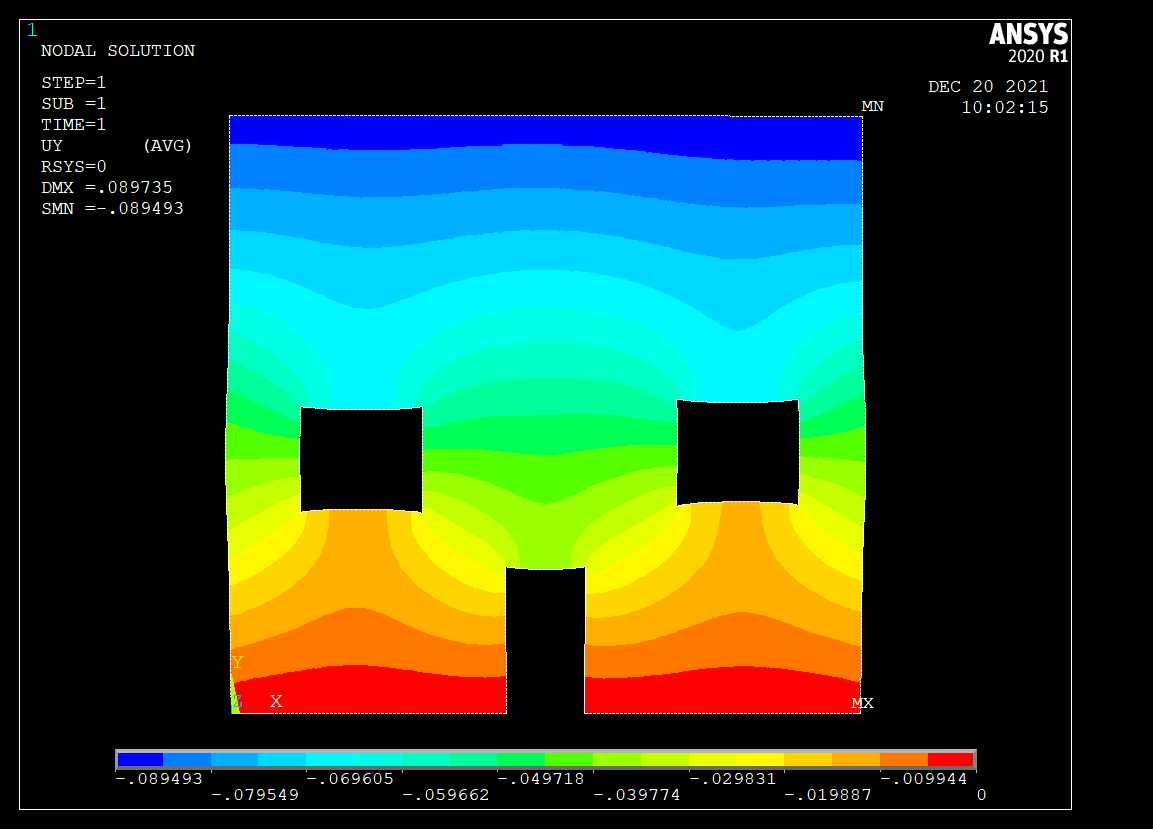 1
NODAL SOLUTION
STEP=1
SUB =1
TIME=1
UY (AVG)
RSYS=0
DMX =.089735
SMN =-.089493
ANSYS
2020 R1
DEC 20 2021
10:02:15
MN
Y
Z X
MX
-.089493 -.069605 -.049718 -.029831 -.009944
-.079549 -.059662 -.039774 -.019887 0